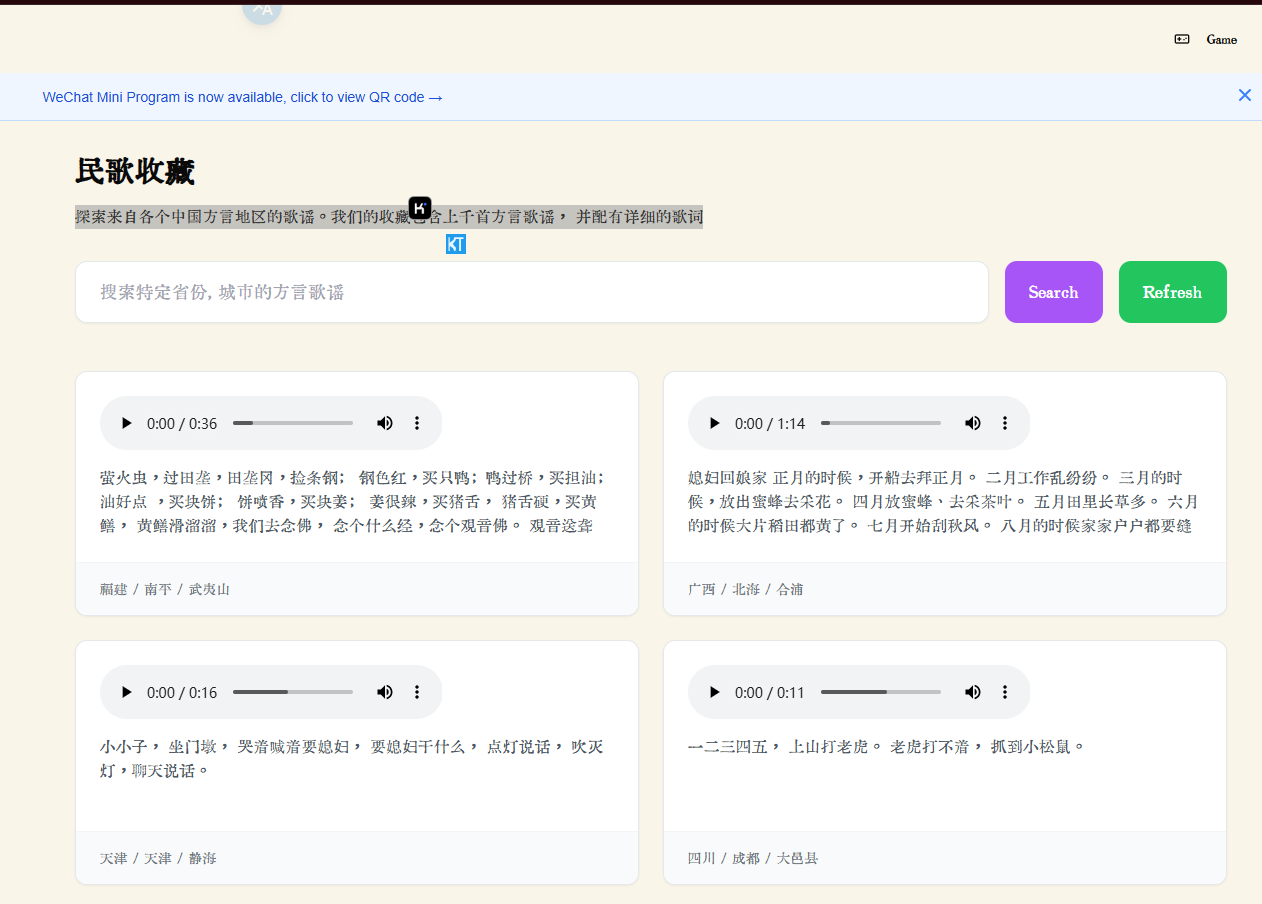 Game
WeChat Mini Program is now available, click to view QR code →
民歌收藏
探索来自各个中国方言地区的歌谣。我们的收藏包含上千首方言歌谣， 并配有详细的歌词
KT
搜索特定省份, 城市的方言歌谣
Search
Refresh
0:00 / 0:36
萤火虫，过田垄，田垄冈，捡条钢； 钢色红，买只鸭；鸭过桥，买担油；
油好点 ，买块饼； 饼喷香，买块姜； 姜很辣，买猪舌， 猪舌硬，买黄
鳝， 黄鳝滑溜溜，我们去念佛， 念个什么经，念个观音佛。 观音这聋
福建 / 南平 / 武夷山
0:00 / 1:14
媳妇回娘家 正月的时候，开船去拜正月。 二月工作乱纷纷。 三月的时
候，放出蜜蜂去采花。 四月放蜜蜂、去采茶叶。 五月田里长草多。 六月
的时候大片稻田都黄了。 七月开始刮秋风。 八月的时候家家户户都要缝
广西 / 北海 / 合浦
0:00 / 0:16
小小子， 坐门墩， 哭着喊着要媳妇， 要媳妇干什么， 点灯说话， 吹灭
灯，聊天说话。
天津 / 天津 / 静海
0:00 / 0:11
一二三四五， 上山打老虎。 老虎打不着， 抓到小松鼠。
四川 / 成都 / 大邑县